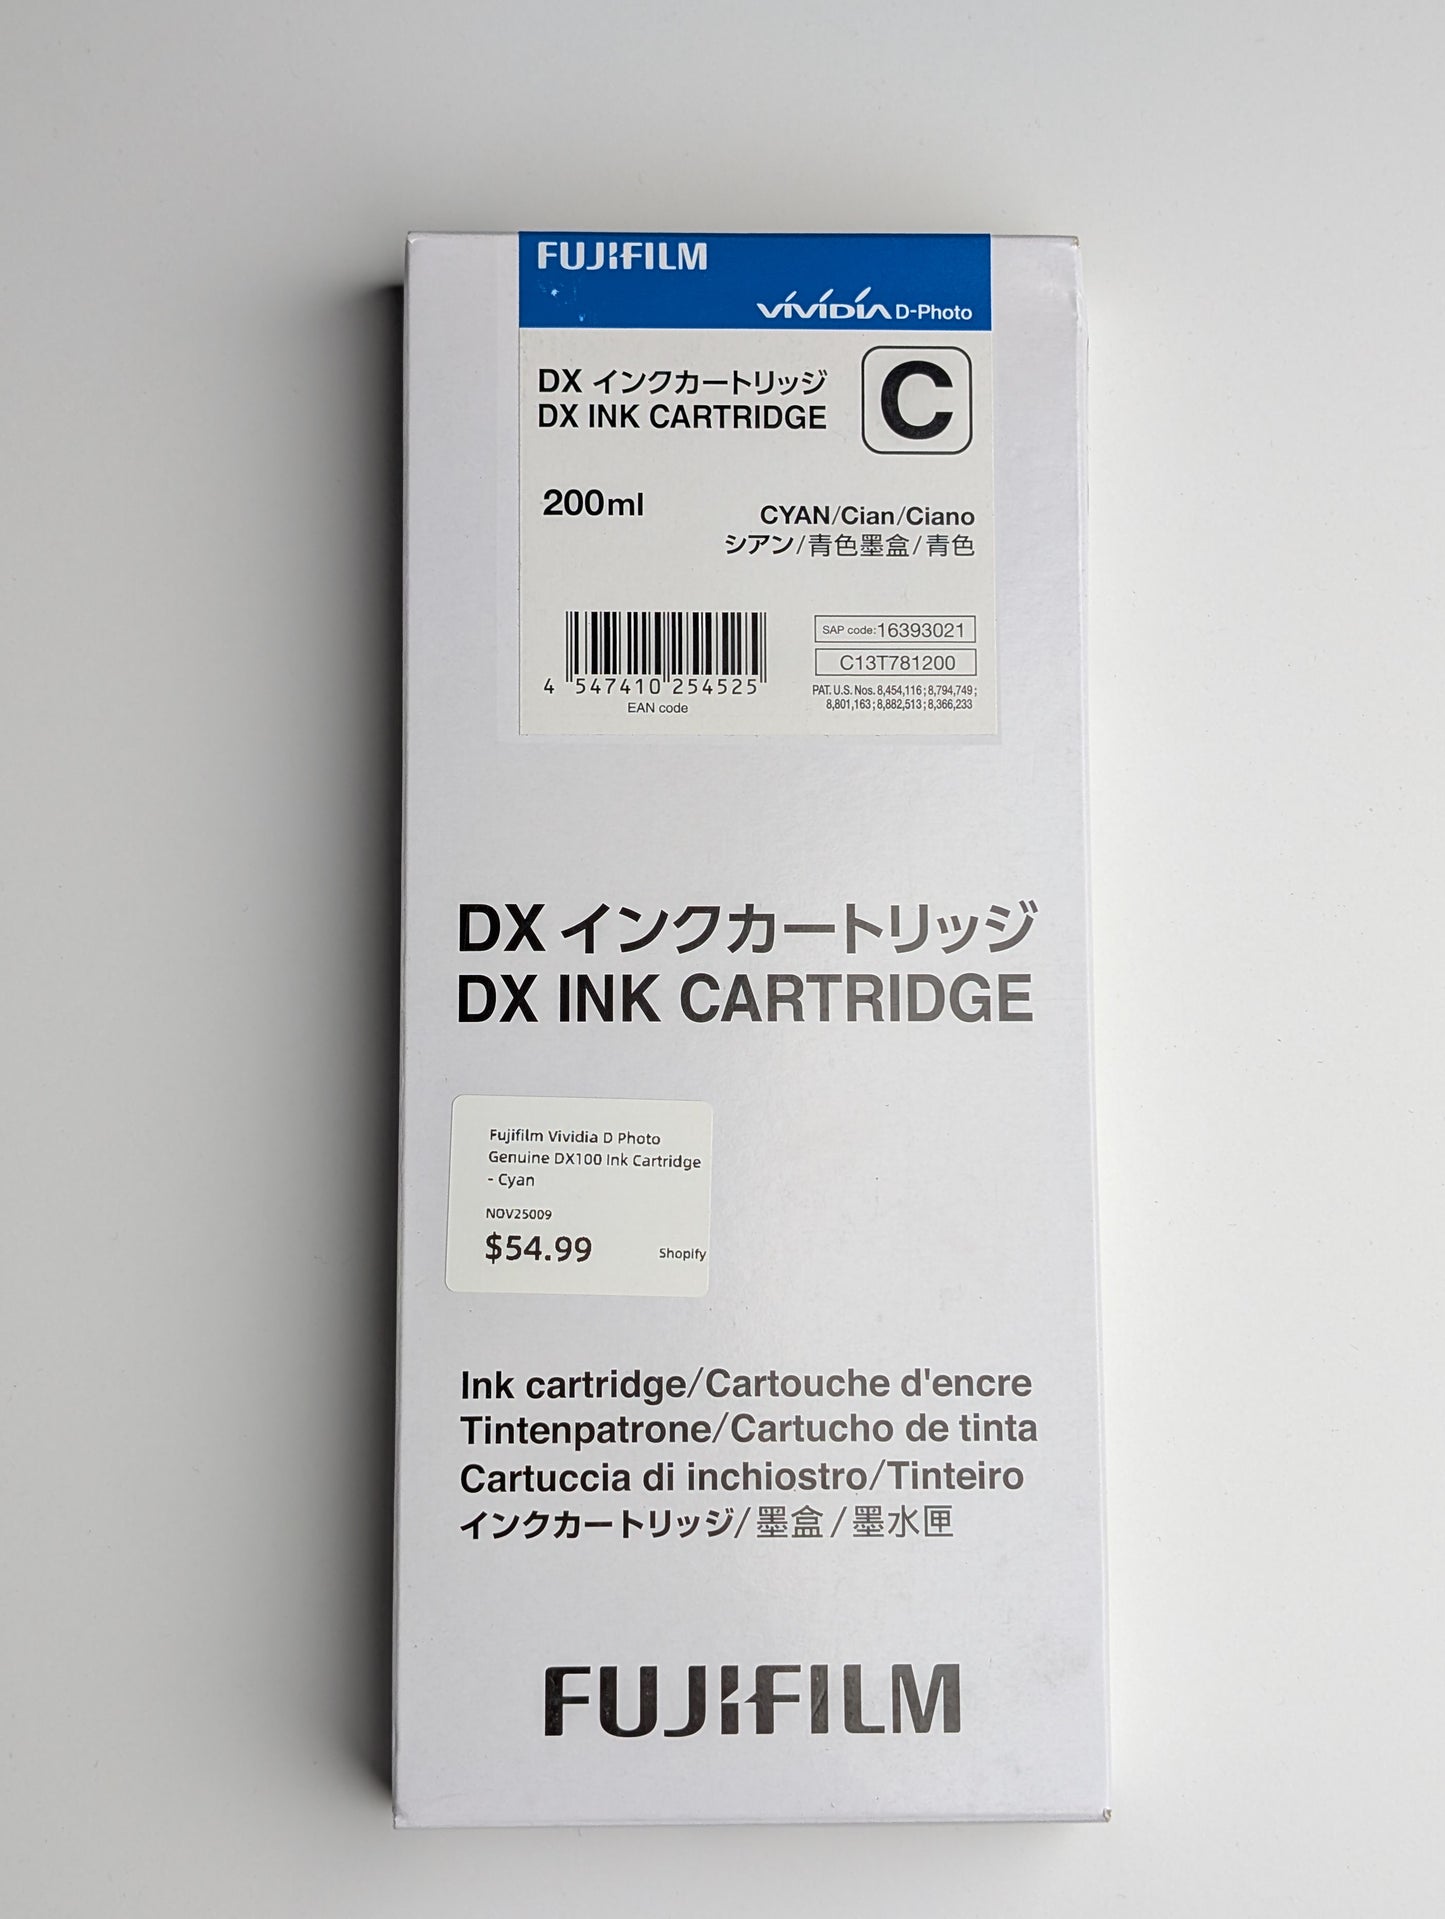 FUJIFILM
VIVIDIA D-Photo
DX インクカートリッジ
DX INK CARTRIDGE
C
200ml
CYAN/Cian/Ciano
シアン/青色墨盒/青色
SAP code:16393021
C13T781200
PAT. U.S. Nos. 8,454,116 ; 8,794,749 ;
8,801,163 ; 8,882,513 ; 8,366,233
4 547410 254525
EAN code
DX インクカートリッジ
DX INK CARTRIDGE
Fujifilm Vividia D Photo
Genuine DX100 Ink Cartridge
- Cyan
NOV25009
$54.99 Shopify
Ink cartridge/Cartouche d'encre
Tintenpatrone/Cartucho de tinta
Cartuccia di inchiostro/Tinteiro
インクカートリッジ/墨盒/墨水匣
FUJIFILM